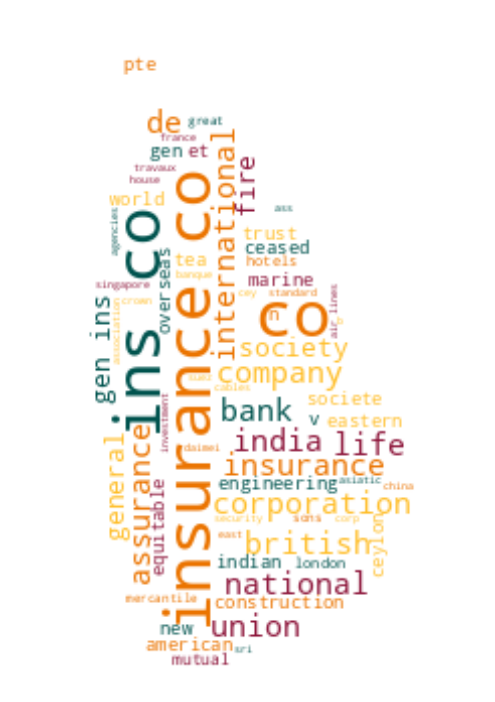 pte
de
great
france
gen et
travaux
house
international
fire
world
agencies
ins co
insurance co
ass
trust
ceased
overseas
tea
hotels
banque
marine
singapore
cey
standard
air lines
crown
association
gen ins
co
n
society
company
suez
cables
societe
bank
v
eastern
investment
india
life
general
assurance
insurance
equitable
engineering
asiatic
china
corporation
security
sons
corp
ceylon
east
british
indian
london
national
mercantile
construction
new
union
american
sri
mutual